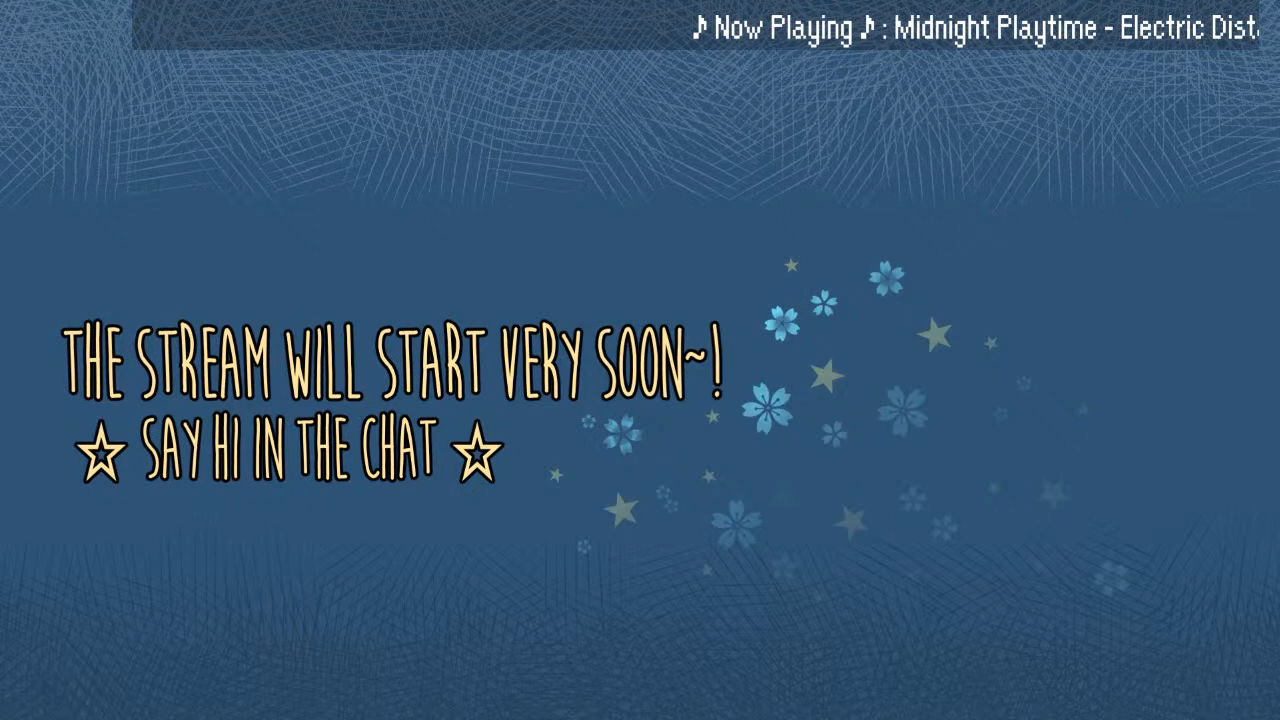 ♪ Now Playing ♪ : Midnight Playtime - Electric
THE STREAM WILL START VERY SOON~!
☆ SAY HI IN THE CHAT ☆